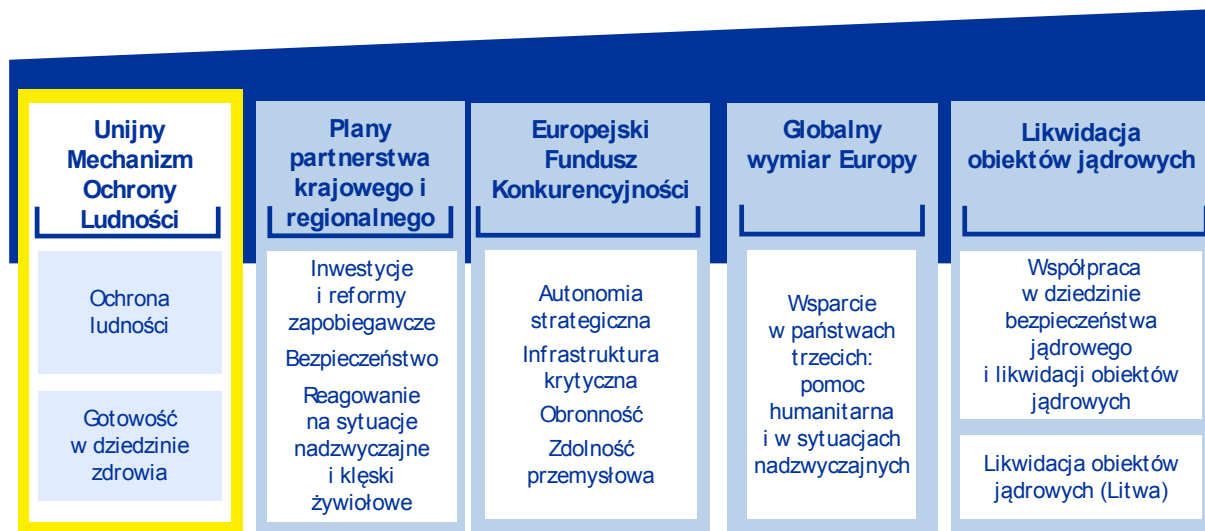 Unijny
Mechanizm
Ochrony
Ludności
Ochrona
ludności
Gotowość
w dziedzinie
zdrowia
Plany
partnerstwa
krajowego i
regionalnego
Inwestycje
i reformy
zapobiegawcze
Bezpieczeństwo
Reagowanie
na sytuacje
nadzwyczajne
i klęski
żywiołowe
Europejski
Fundusz
Konkurencyjności
Autonomia
strategiczna
Infrastruktura
krytyczna
Obronność
Zdolność
przemysłowa
Globalny
wymiar Europy
Wsparcie
w państwach
trzecich:
pomoc
humanitarna
i w sytuacjach
nadzwyczajnych
Likwidacja
obiektów jądrowych
Współpraca
w dziedzinie
bezpieczeństwa
jądrowego
i likwidacji obiektów
jądrowych
Likwidacja obiektów
jądrowych (Litwa)